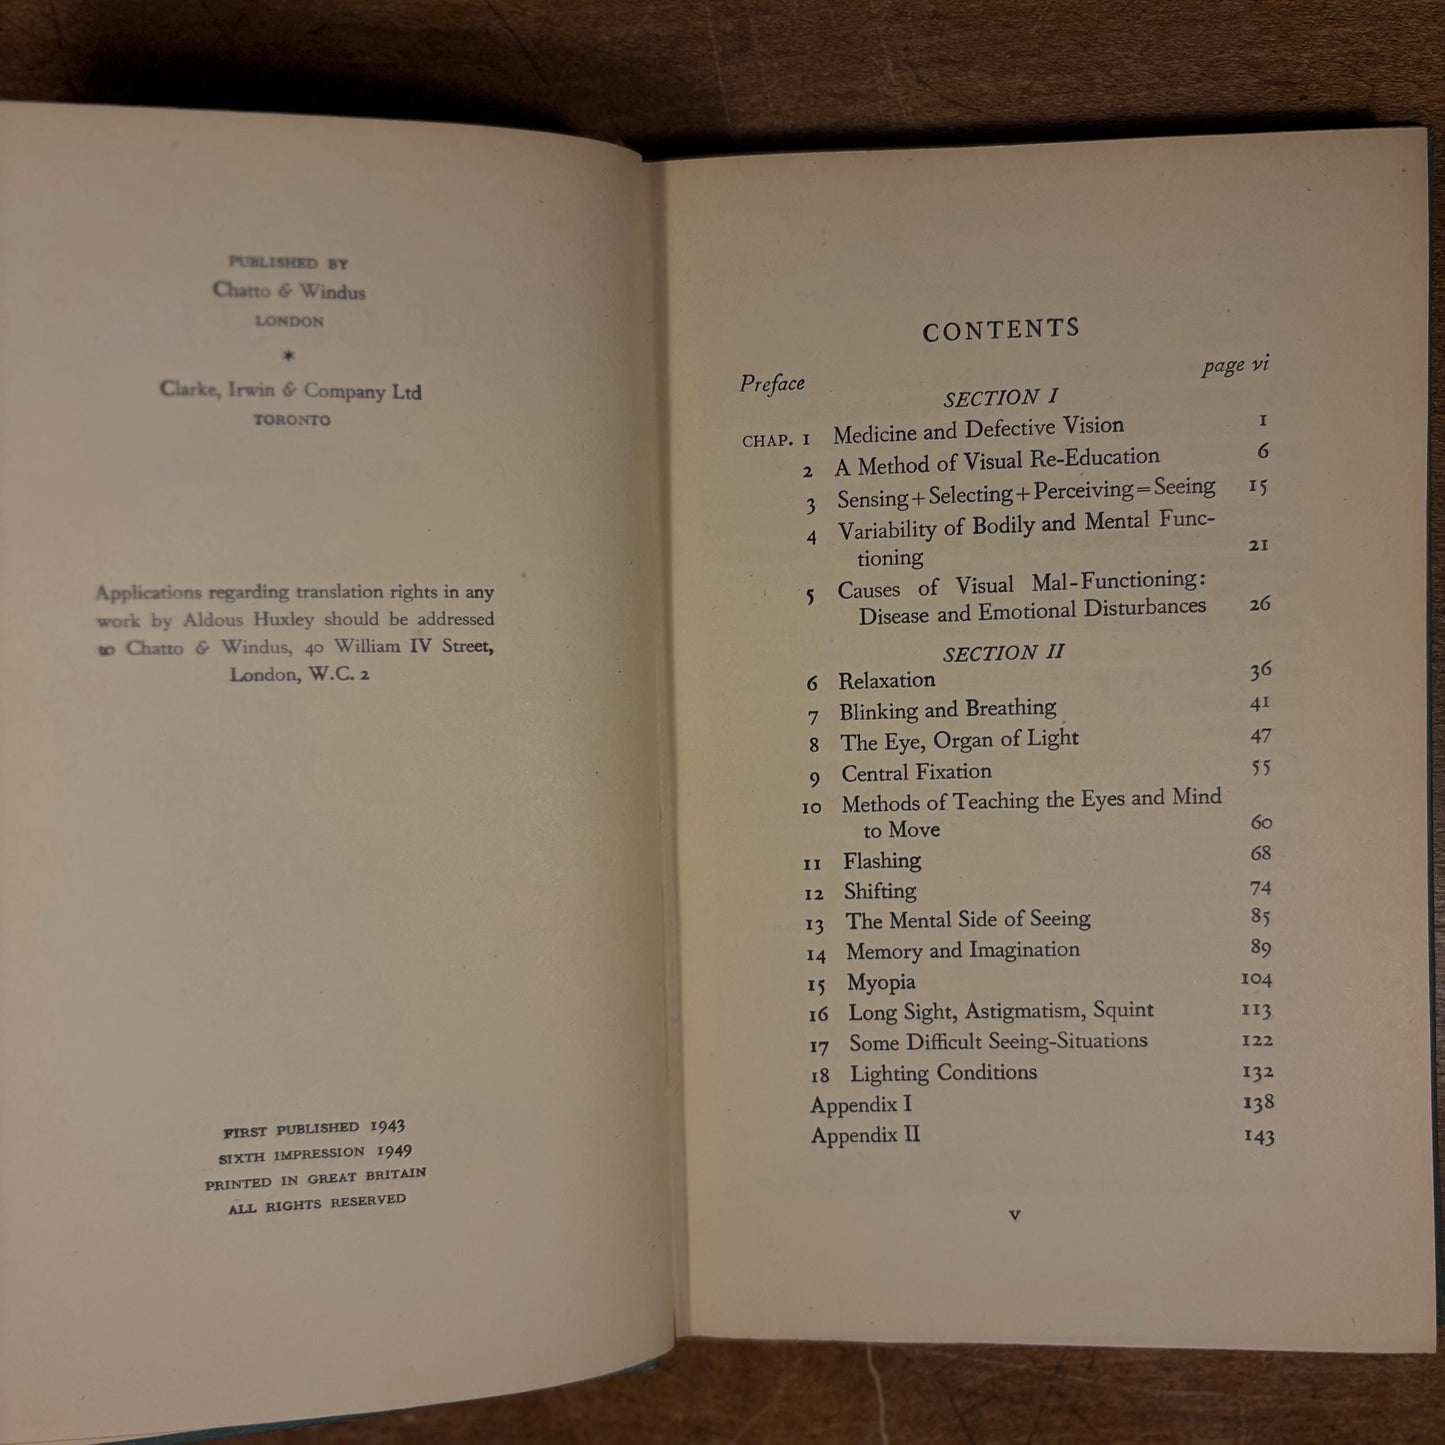 PUBLISHED BY
Chatto & Windus
LONDON
*
Clarke, Irwin & Company Ltd
TORONTO
Applications regarding translation rights in any
work by Aldous Huxley should be addressed
to Chatto & Windus, 40 William IV Street,
London, W.C. 2
FIRST PUBLISHED 1943
SIXTH IMPRESSION 1949
PRINTED IN GREAT BRITAIN
ALL RIGHTS RESERVED
CONTENTS
Preface page vi
SECTION I
CHAP. 1 Medicine and Defective Vision 1
2 A Method of Visual Re-Education 6
3 Sensing+Selecting+Perceiving=Seeing 15
4 Variability of Bodily and Mental Func-
tioning 21
5 Causes of Visual Mal-Functioning:
Disease and Emotional Disturbances 26
SECTION II
6 Relaxation 36
7 Blinking and Breathing 41
8 The Eye, Organ of Light 47
9 Central Fixation 55
10 Methods of Teaching the Eyes and Mind
to Move 60
11 Flashing 68
12 Shifting 74
13 The Mental Side of Seeing 85
14 Memory and Imagination 89
15 Myopia 104
16 Long Sight, Astigmatism, Squint 113
17 Some Difficult Seeing-Situations 122
18 Lighting Conditions 132
Appendix I 138
Appendix II 143
v